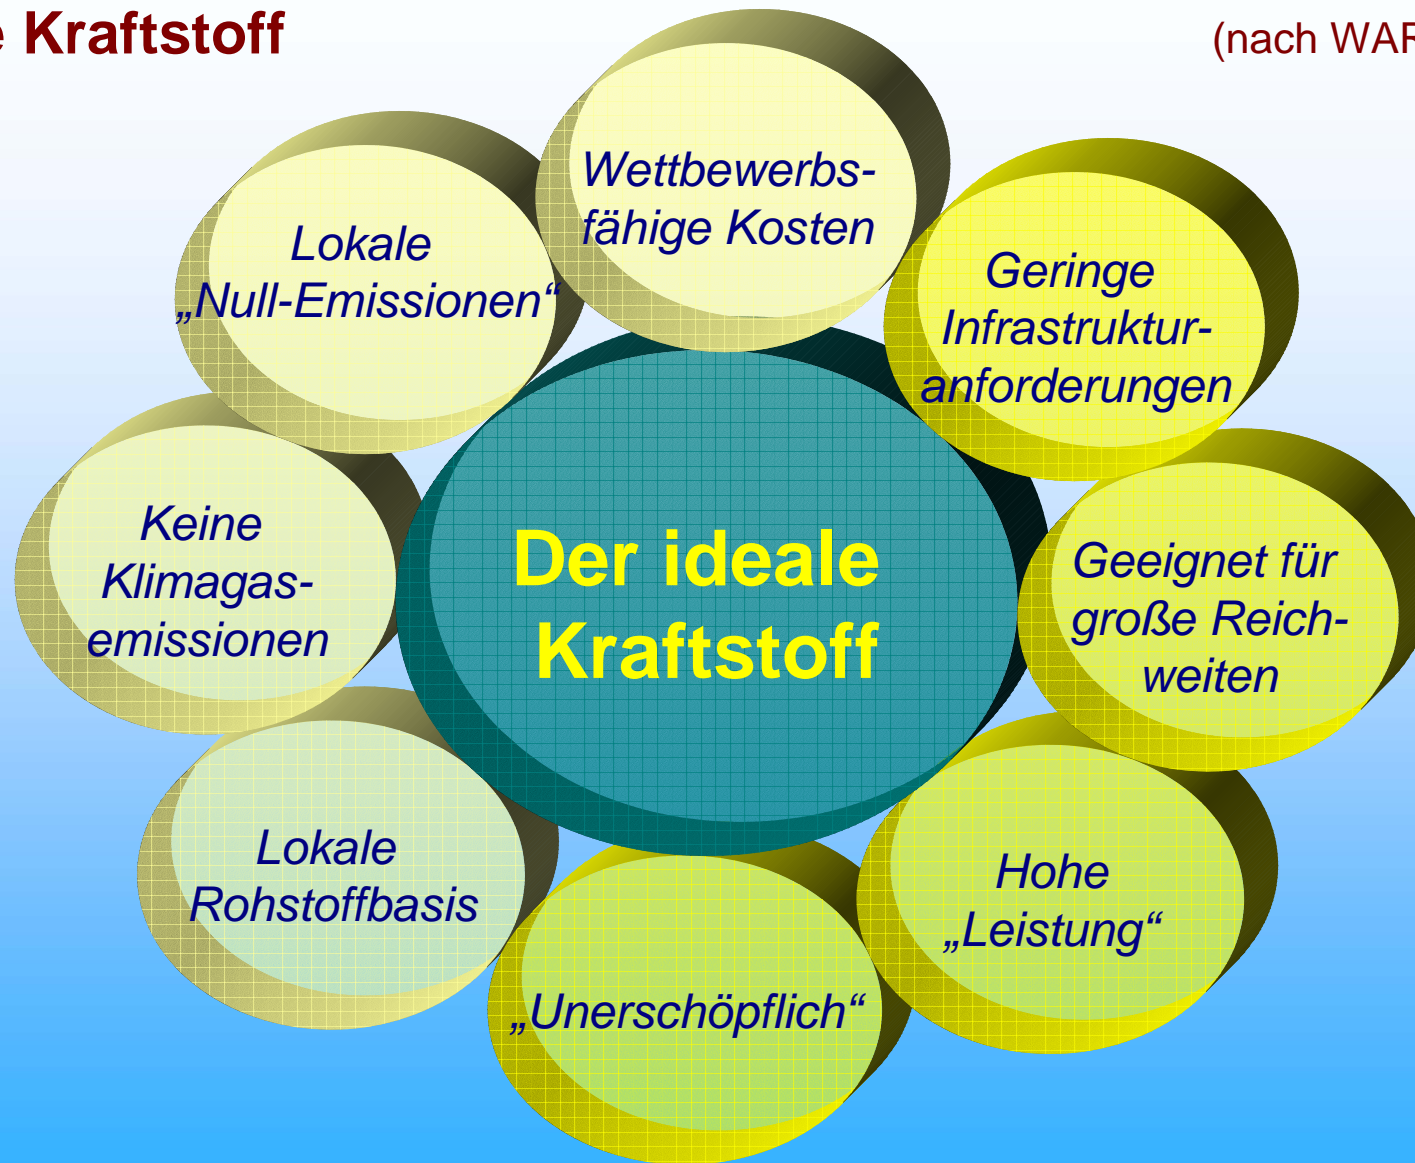 e Kraftstoff
(nach WAR
Wettbewerbs-
fähige Kosten
Lokale
„Null-Emissionen“
Geringe
Infrastruktur-
anforderungen
Keine
Klimagas-
emissionen
Der ideale
Kraftstoff
Geeignet für
große Reich-
weiten
Lokale
Rohstoffbasis
Hohe
„Leistung“
„Unerschöpflich“